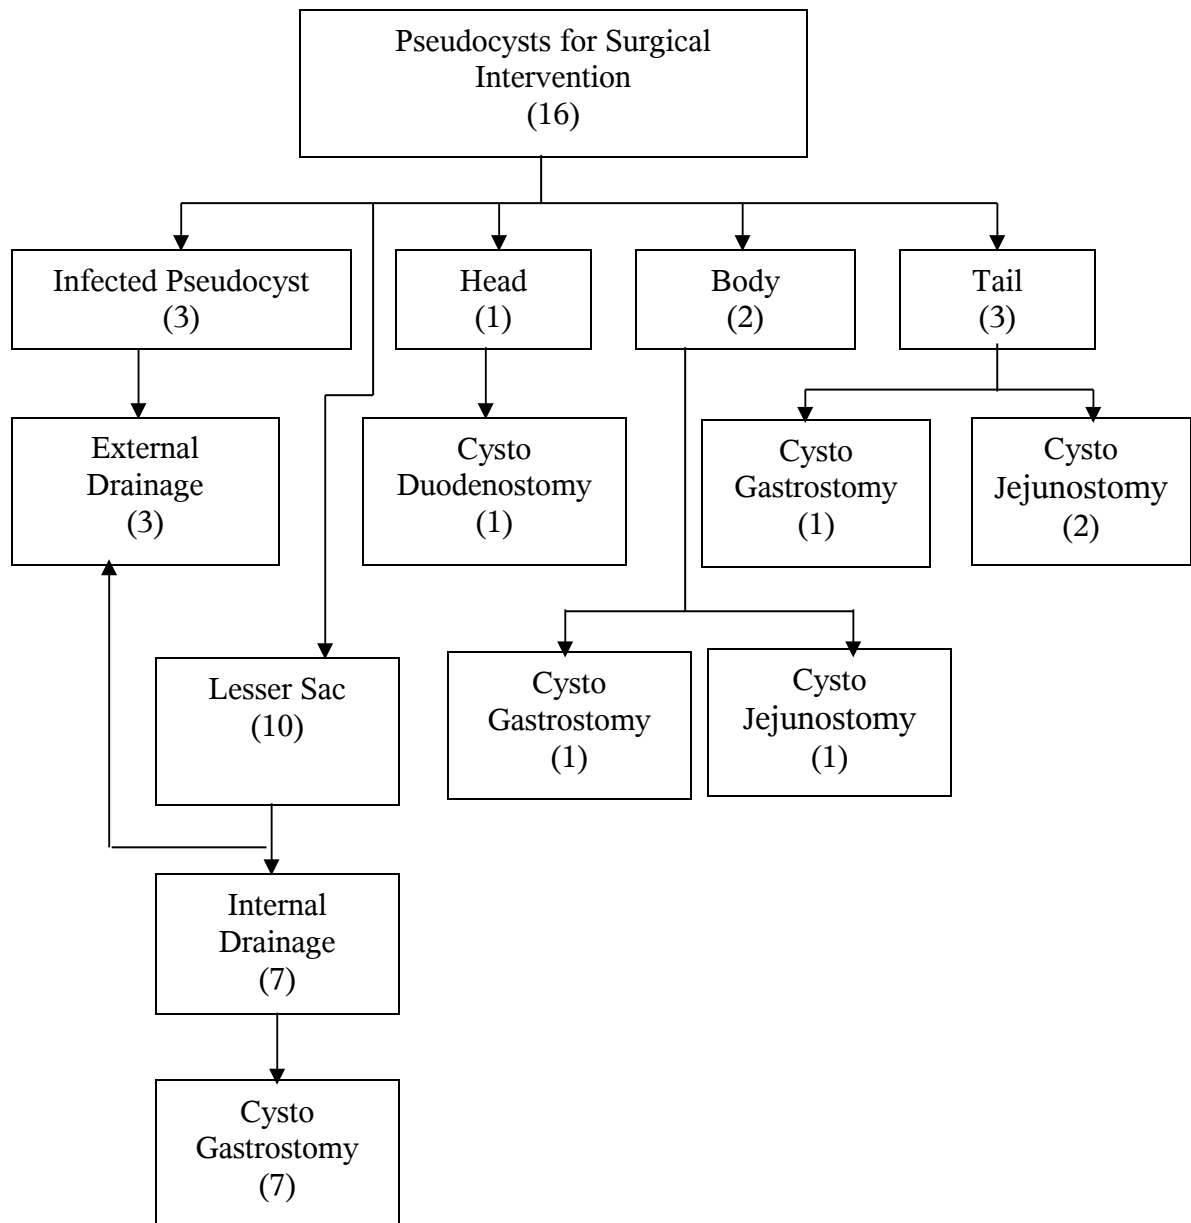 Pseudocysts for Surgical
Intervention
(16)
Infected Pseudocyst
(3)
Head
(1)
Body
(2)
Tail
(3)
External
Drainage
(3)
Cysto
Duodenostomy
(1)
Cysto
Gastrostomy
(1)
Cysto
Jejunostomy
(2)
Lesser Sac
(10)
Cysto
Gastrostomy
(1)
Cysto
Jejunostomy
(1)
Internal
Drainage
(7)
Cysto
Gastrostomy
(7)